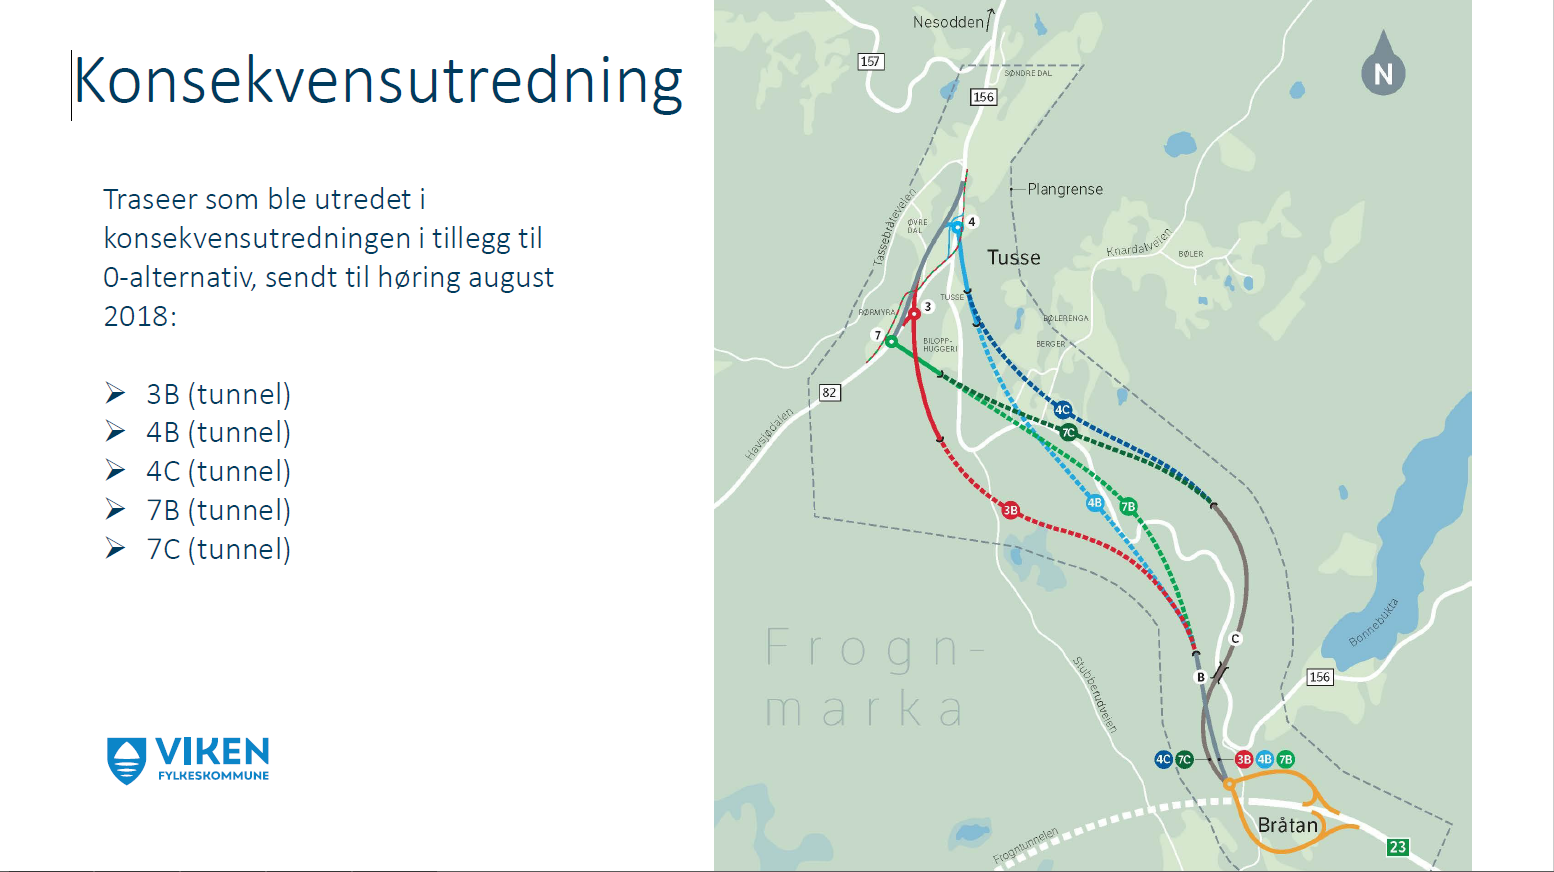 Konsekvensutredning
Traseer som ble utredet i
konsekvensutredningen i tillegg til
0-alternativ, sendt til høring august
2018:
3B (tunnel)
4B (tunnel)
4C (tunnel)
7B (tunnel)
7C (tunnel)
VIKEN
FYLKESKOMMUNE
Nesodden
157
SØNDRE DAL
156
N
Plangrense
Tassebråteveien
ØVRE
DAL
4
Tusse
Knardalveien
BØLER
TUSSE
RØRMYRA
3
BØLERENGA
7
BILOPP-
HUGGERI
BERGER
82
Havsjødalen
4C
7C
3B
4B
7B
Frogn-
marka
Stubberudveien
C
B
156
Bonnebukta
4C 7C
3B 4B 7B
Bråtan
Frogntunnelen
23